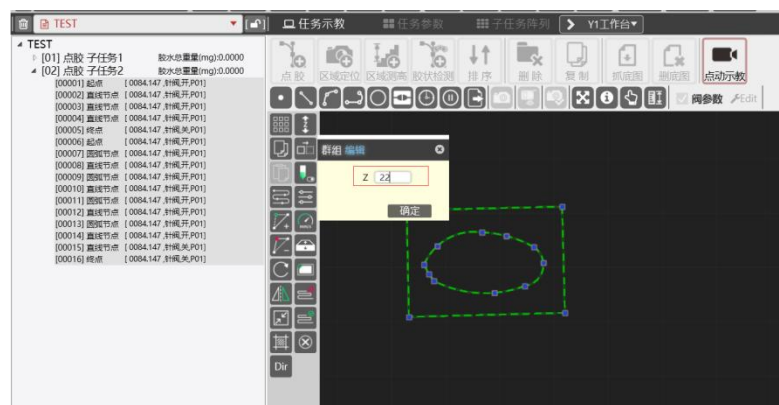 TEST
任务示教 任务参数 子任务阵列 Y1工作台
TEST
[01] 点胶 子任务1 胶水总重量(mg):0.0000
[02] 点胶 子任务2 胶水总重量(mg):0.0000
[00001] 起点 [ 0084.147 ,针阀,开,P01]
[00002] 直线节点 [ 0084.147 ,针阀,开,P01]
[00003] 直线节点 [ 0084.147 ,针阀,开,P01]
[00004] 直线节点 [ 0084.147 ,针阀,开,P01]
[00005] 终点 [ 0084.147 ,针阀,关,P01]
[00006] 起点 [ 0084.147 ,针阀,开,P01]
[00007] 圆弧节点 [ 0084.147 ,针阀,开,P01]
[00008] 直线节点 [ 0084.147 ,针阀,开,P01]
[00009] 圆弧节点 [ 0084.147 ,针阀,开,P01]
[00010] 直线节点 [ 0084.147 ,针阀,开,P01]
[00011] 圆弧节点 [ 0084.147 ,针阀,开,P01]
[00012] 直线节点 [ 0084.147 ,针阀,开,P01]
[00013] 圆弧节点 [ 0084.147 ,针阀,开,P01]
[00014] 直线节点 [ 0084.147 ,针阀,关,P01]
[00015] 直线节点 [ 0084.147 ,针阀,关,P01]
[00016] 终点 [ 0084.147 ,针阀,关,P01]
点胶 区域定位 区域测高 胶状检测 排序 删除 复制 抓底图 删底图 点动示教
阀参数 Edit
群组 编辑
Z 22
确定
Dir